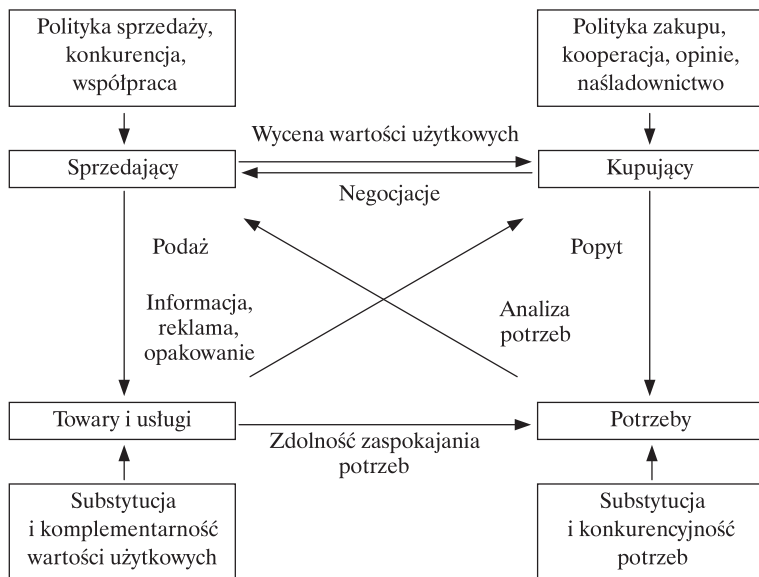 Polityka sprzedaży,
konkurencja,
współpraca
Polityka zakupu,
kooperacja, opinie,
naśladownictwo
Wycena wartości użytkowych
Sprzedający
Kupujący
Negocjacje
Podaż
Popyt
Informacja,
reklama,
opakowanie
Analiza
potrzeb
Towary i usługi
Potrzeby
Zdolność zaspokajania
potrzeb
Substytucja
i komplementarność
wartości użytkowych
Substytucja
i konkurencyjność
potrzeb